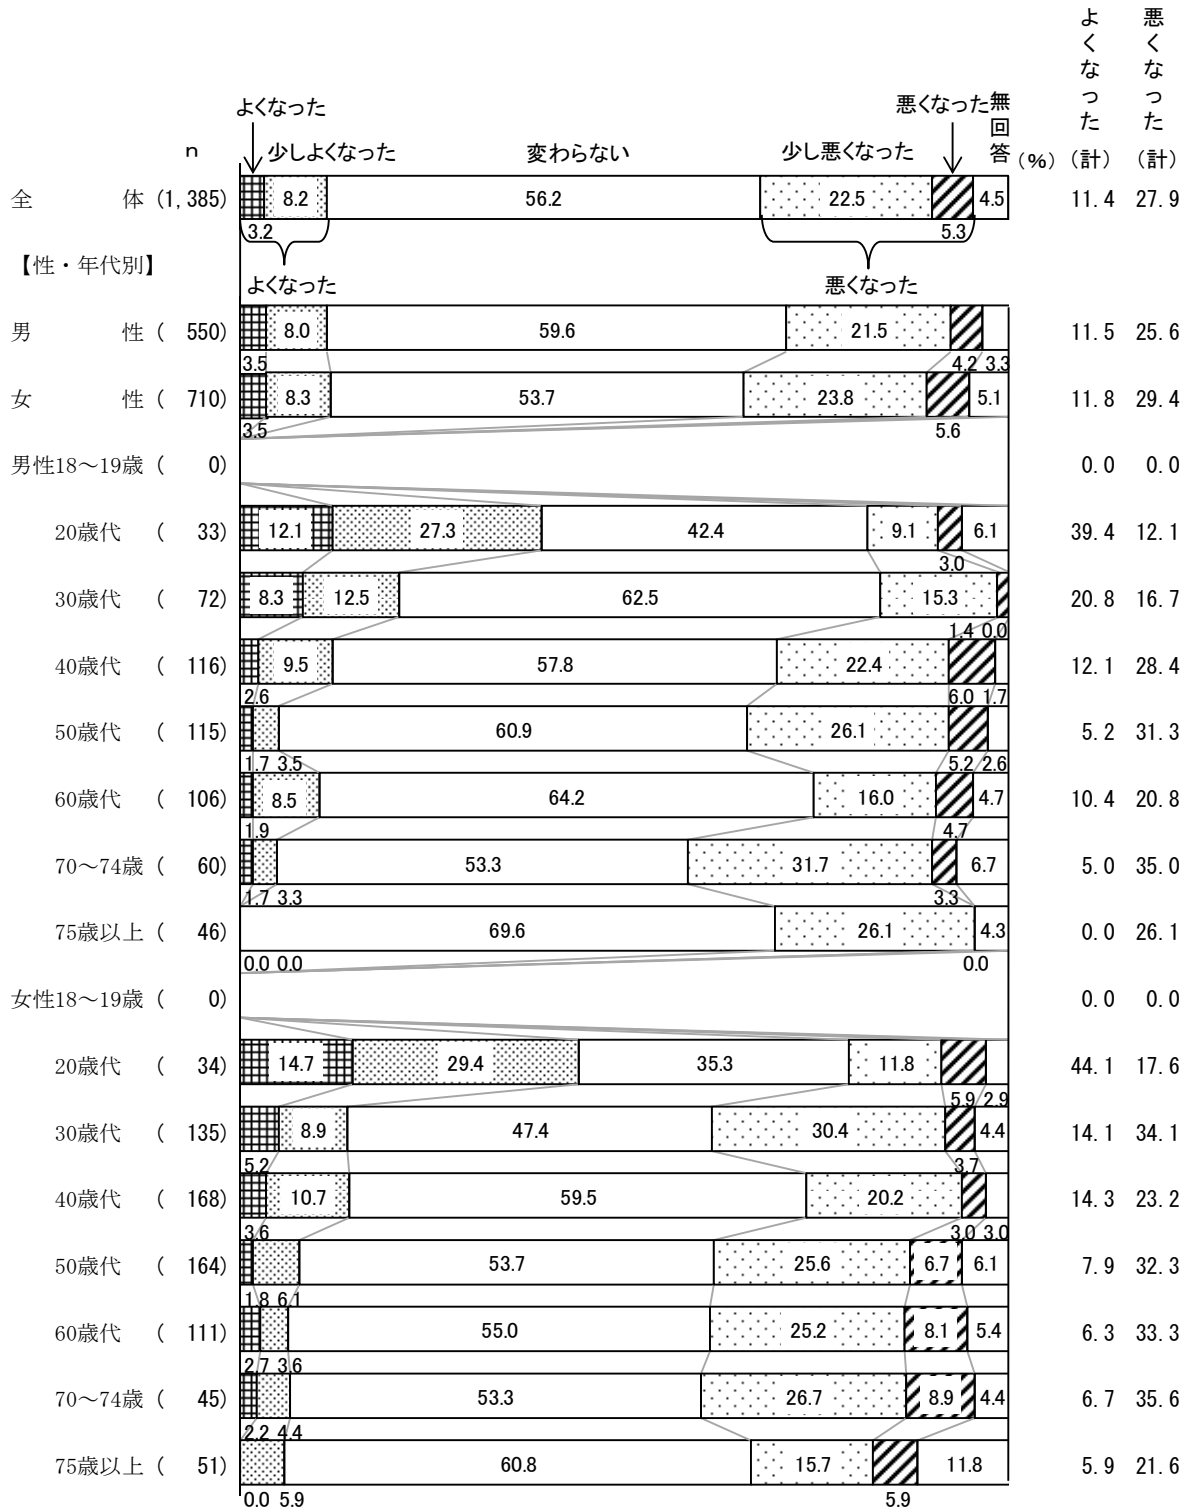 よくなった（計）
悪くなった（計）
よくなった
悪くなった
無回答
n
少しよくなった
変わらない
少し悪くなった
(%)
全　　　体 (1,385) 8.2 56.2 22.5 4.5 11.4 27.9
3.2 5.3
【性・年代別】
よくなった 悪くなった
男　　　性 ( 550) 8.0 59.6 21.5 11.5 25.6
3.5 4.2 3.3
女　　　性 ( 710) 8.3 53.7 23.8 5.1 11.8 29.4
3.5 5.6
男性18～19歳 ( 0) 0.0 0.0
20歳代 ( 33) 12.1 27.3 42.4 9.1 6.1 39.4 12.1
3.0
30歳代 ( 72) 8.3 12.5 62.5 15.3 20.8 16.7
1.4 0.0
40歳代 ( 116) 9.5 57.8 22.4 12.1 28.4
2.6 6.0 1.7
50歳代 ( 115) 60.9 26.1 5.2 31.3
1.7 3.5 5.2 2.6
60歳代 ( 106) 8.5 64.2 16.0 4.7 10.4 20.8
1.9 4.7
70～74歳 ( 60) 53.3 31.7 6.7 5.0 35.0
1.7 3.3 3.3
75歳以上 ( 46) 69.6 26.1 4.3 0.0 26.1
0.0 0.0 0.0
女性18～19歳 ( 0) 0.0 0.0
20歳代 ( 34) 14.7 29.4 35.3 11.8 44.1 17.6
5.9 2.9
30歳代 ( 135) 8.9 47.4 30.4 4.4 14.1 34.1
5.2 3.7
40歳代 ( 168) 10.7 59.5 20.2 14.3 23.2
3.6 3.0 3.0
50歳代 ( 164) 53.7 25.6 6.7 6.1 7.9 32.3
1.8 6.1
60歳代 ( 111) 55.0 25.2 8.1 5.4 6.3 33.3
2.7 3.6
70～74歳 ( 45) 53.3 26.7 8.9 4.4 6.7 35.6
2.2 4.4
75歳以上 ( 51) 60.8 15.7 11.8 5.9 21.6
0.0 5.9 5.9